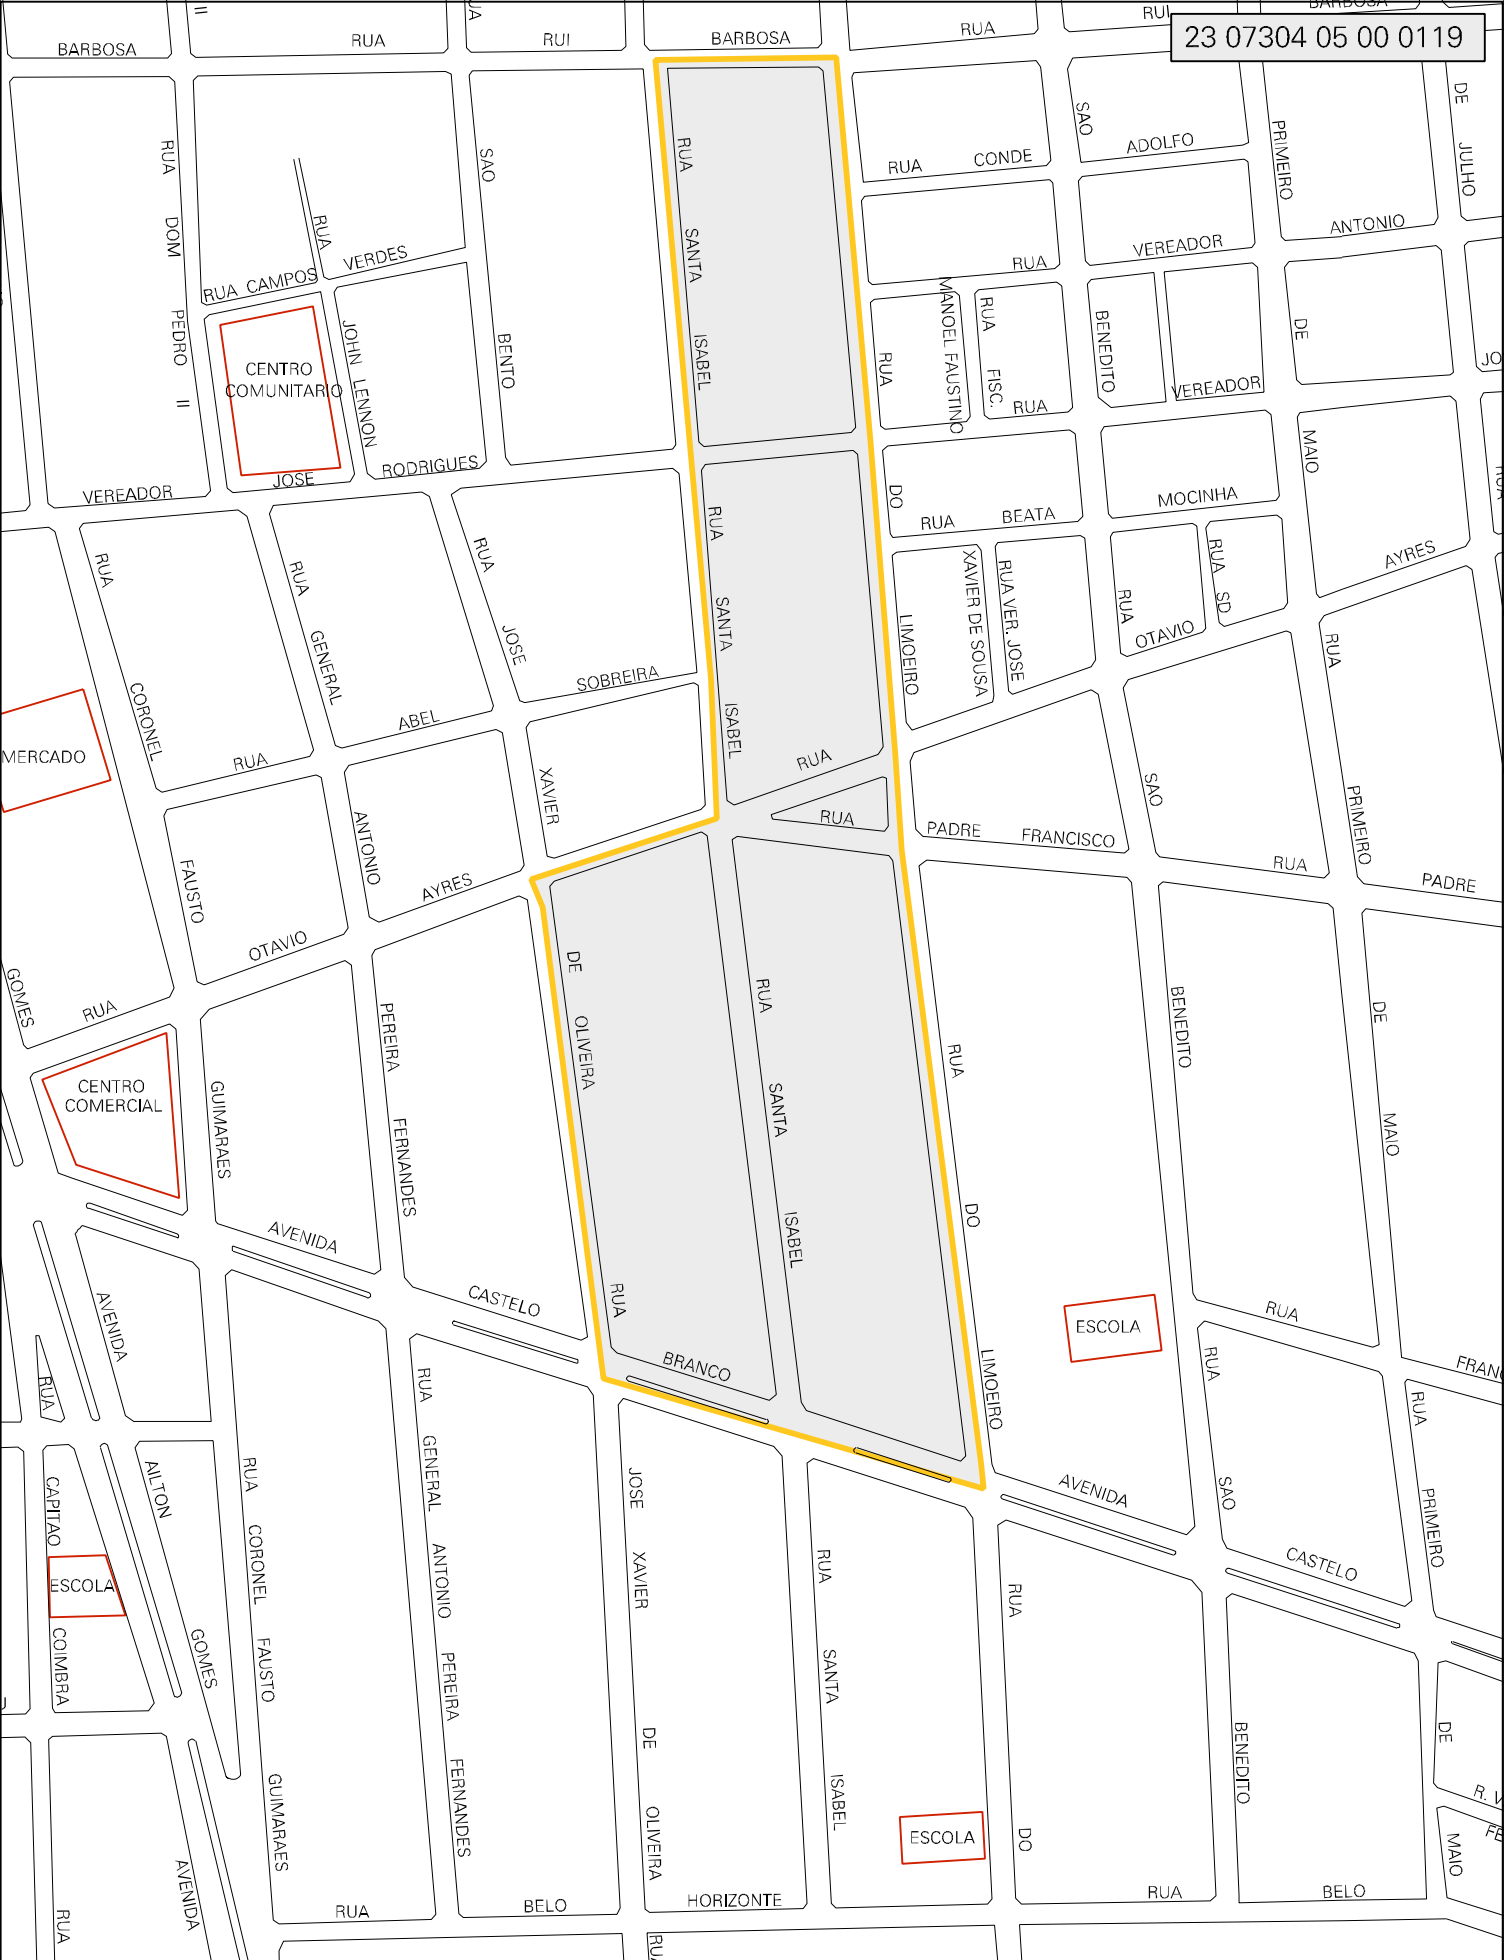 II
BARBOSA
RUA
RUI
BARBOSA
RUA
RUI
BARBOSA
23 07304 05 00 0119
RUA DOM PEDRO II
RUA
JOHN LENNON
SAO BENTO
RUA SANTA ISABEL
RUA CONDE
ADOLFO
SAO
BENEDITO
PRIMEIRO
DE
MAIO
DE JULHO
ANTONIO
RUA
VEREADOR
RUA CAMPOS
VERDES
CENTRO
COMUNITARIO
MANOEL FAUSTINO
RUA FISC.
RUA
VEREADOR
JO
RUA
DO
LIMOEIRO
VEREADOR
JOSE
RODRIGUES
RUA BEATA
MOCINHA
RUA
CORONEL
FAUSTO
GUIMARAES
RUA
GENERAL
ANTONIO
PEREIRA
FERNANDES
RUA
JOSE
XAVIER
DE
OLIVEIRA
RUA
SANTA
ISABEL
XAVIER DE SOUSA
RUA VER. JOSE
RUA
SAO
BENEDITO
RUA SD
OTAVIO
AYRES
RUA
PRIMEIRO
DE
MAIO
SOBREIRA
ABEL
RUA
MERCADO
RUA
RUA
PADRE
FRANCISCO
RUA
PADRE
AYRES
OTAVIO
RUA
GOMES
CENTRO
COMERCIAL
RUA
SANTA
ISABEL
RUA
DO
LIMOEIRO
AVENIDA
CASTELO
RUA
BRANCO
ESCOLA
RUA
FRAN
AVENIDA
CASTELO
AVENIDA
AILTON
GOMES
RUA
CAPITAO
COIMBRA
ESCOLA
RUA
CORONEL
FAUSTO
GUIMARAES
RUA
GENERAL
ANTONIO
PEREIRA
FERNANDES
JOSE
XAVIER
DE
OLIVEIRA
RUA
SANTA
ISABEL
RUA
DO
RUA
SAO
BENEDITO
RUA
PRIMEIRO
DE
MAIO
R. V
ESCOLA
AVENIDA
RUA
RUA
BELO
HORIZONTE
RUA
BELO
RU